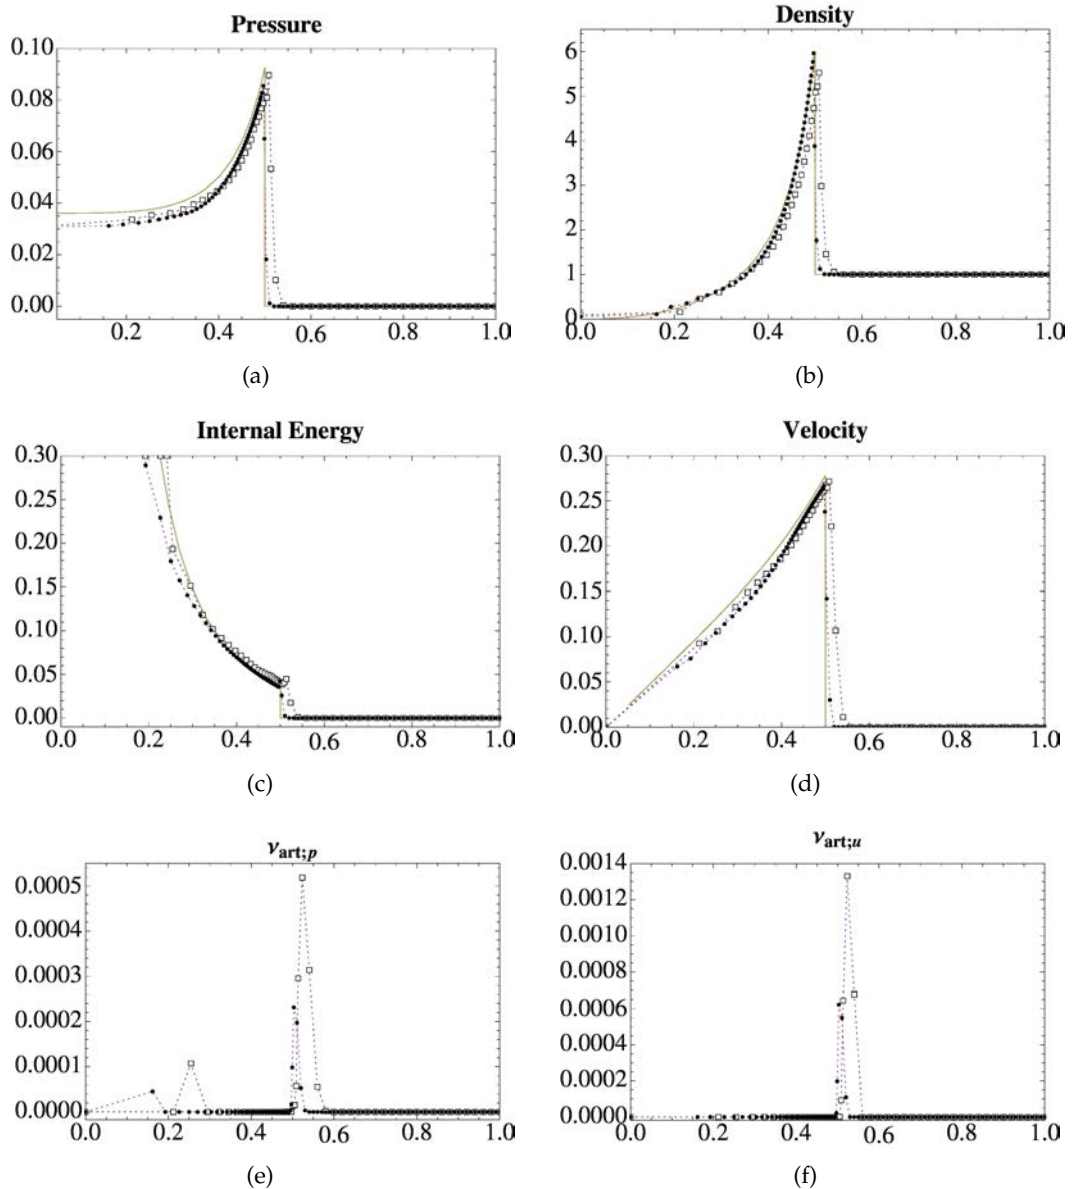 Pressure
0.10
0.08
0.06
0.04
0.02
0.00
0.2 0.4 0.6 0.8 1.0
(a)
Density
6
5
4
3
2
1
0
0.0 0.2 0.4 0.6 0.8 1.0
(b)
Internal Energy
0.30
0.25
0.20
0.15
0.10
0.05
0.00
0.0 0.2 0.4 0.6 0.8 1.0
(c)
Velocity
0.30
0.25
0.20
0.15
0.10
0.05
0.00
0.0 0.2 0.4 0.6 0.8 1.0
(d)
ν_art;p
0.0005
0.0004
0.0003
0.0002
0.0001
0.0000
0.0 0.2 0.4 0.6 0.8 1.0
(e)
ν_art;u
0.0014
0.0012
0.0010
0.0008
0.0006
0.0004
0.0002
0.0000
0.0 0.2 0.4 0.6 0.8 1.0
(f)